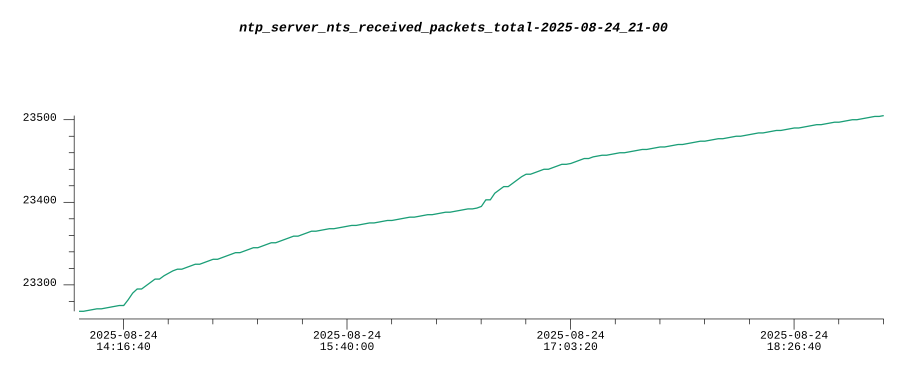 ntp_server_nts_received_packets_total-2025-08-24_21-00
23500
23400
23300
2025-08-24 2025-08-24 2025-08-24 2025-08-24
14:16:40 15:40:00 17:03:20 18:26:40